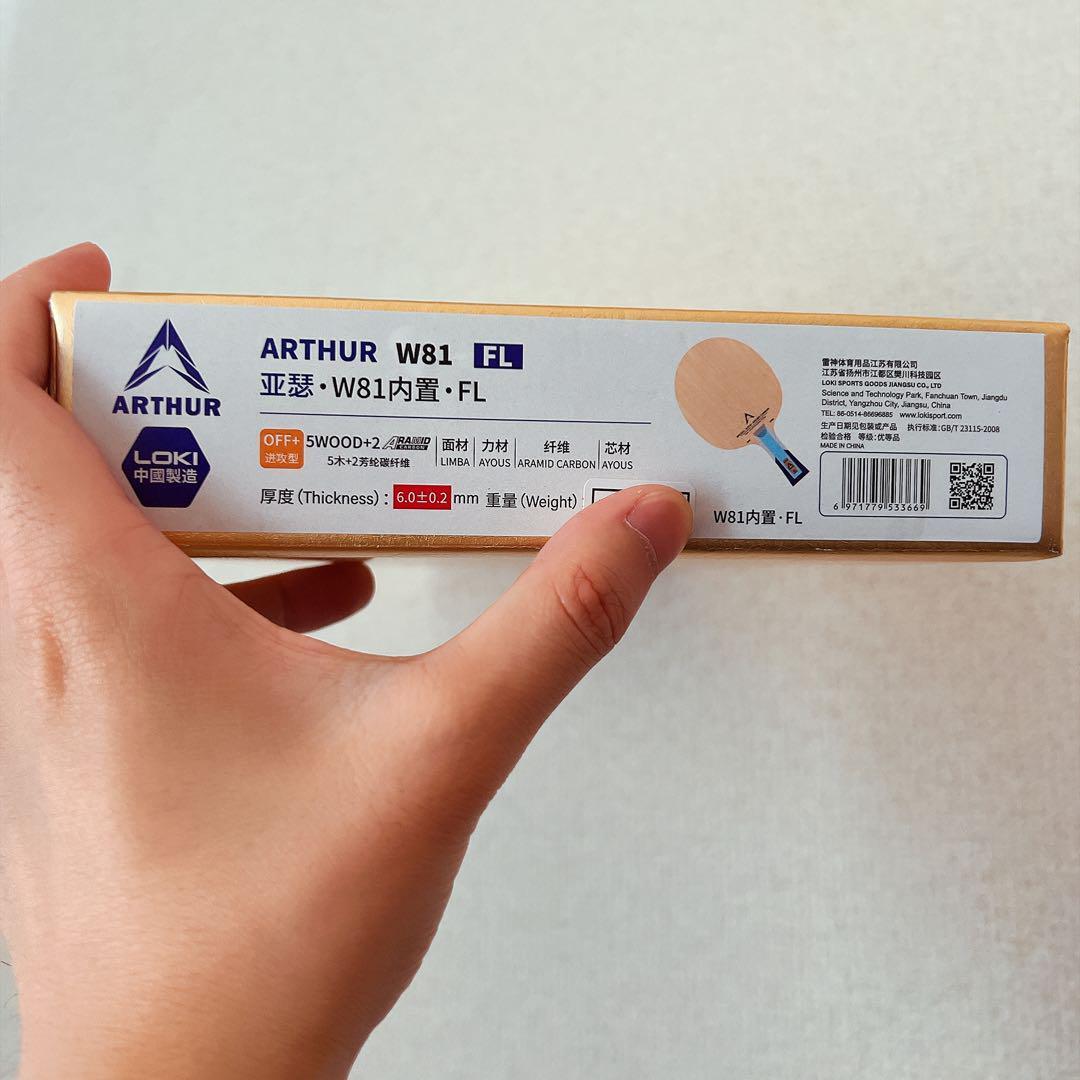 ARTHUR
LOKI
中國製造
ARTHUR W81 FL
亚瑟·W81内置·FL
OFF+
进攻型
5WOOD+2 ARAMID CARBON
5木+2芳纶碳纤维
面材
LIMBA
力材
AYOUS
纤维
ARAMID CARBON
芯材
AYOUS
厚度(Thickness): 6.0±0.2 mm 重量(Weight)
W81内置·FL
雷神体育用品江苏有限公司
江苏省扬州市江都区樊川科技园区
LOKI SPORTS GOODS JIANGSU CO., LTD
Science and Technology Park, Fanchuan Town, Jiangdu
District, Yangzhou City, Jiangsu, China
TEL: 86-0514-86696885 www.lokisport.com
生产日期见包装或产品 执行标准:GB/T 23115-2008
检验合格 等级:优等品
MADE IN CHINA
6 971779 533669